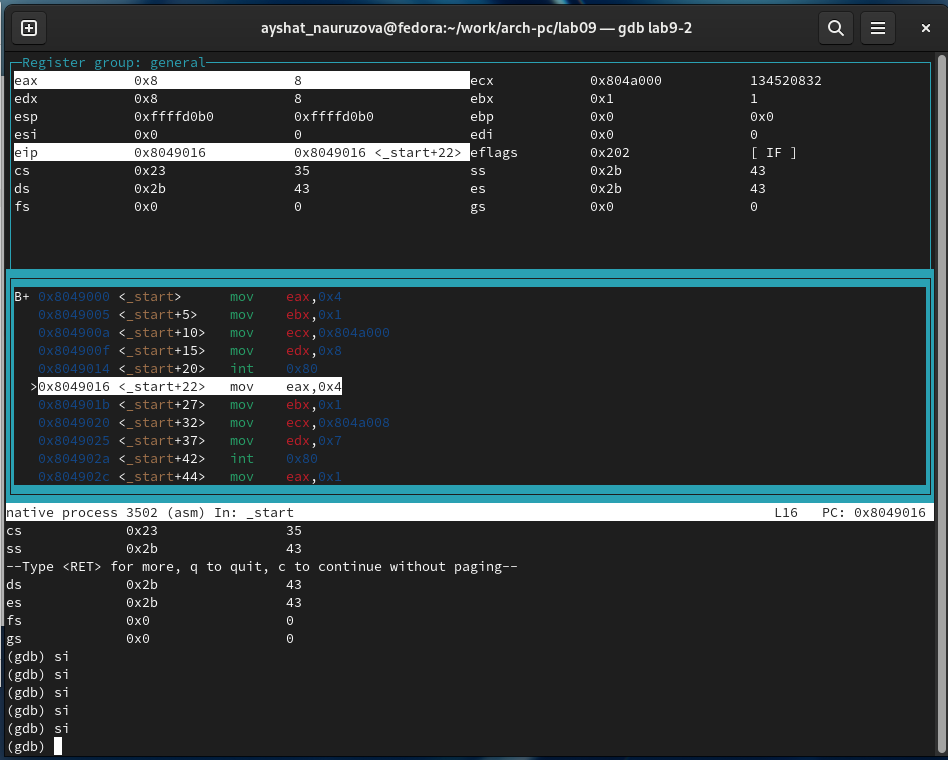 ayshat_nauruzova@fedora:~/work/arch-pc/lab09 — gdb lab9-2
Register group: general
eax 0x8 8 ecx 0x804a000 134520832
edx 0x8 8 ebx 0x1 1
esp 0xffffd0b0 0xffffd0b0 ebp 0x0 0x0
esi 0x0 0 edi 0x0 0
eip 0x8049016 0x8049016 <_start+22> eflags 0x202 [ IF ]
cs 0x23 35 ss 0x2b 43
ds 0x2b 43 es 0x2b 43
fs 0x0 0 gs 0x0 0
B+ 0x8049000 <_start> mov eax,0x4
0x8049005 <_start+5> mov ebx,0x1
0x804900a <_start+10> mov ecx,0x804a000
0x804900f <_start+15> mov edx,0x8
0x8049014 <_start+20> int 0x80
>0x8049016 <_start+22> mov eax,0x4
0x804901b <_start+27> mov ebx,0x1
0x8049020 <_start+32> mov ecx,0x804a008
0x8049025 <_start+37> mov edx,0x7
0x804902a <_start+42> int 0x80
0x804902c <_start+44> mov eax,0x1
native process 3502 (asm) In: _start L16 PC: 0x8049016
cs 0x23 35
ss 0x2b 43
--Type <RET> for more, q to quit, c to continue without paging--
ds 0x2b 43
es 0x2b 43
fs 0x0 0
gs 0x0 0
(gdb) si
(gdb) si
(gdb) si
(gdb) si
(gdb) si
(gdb)